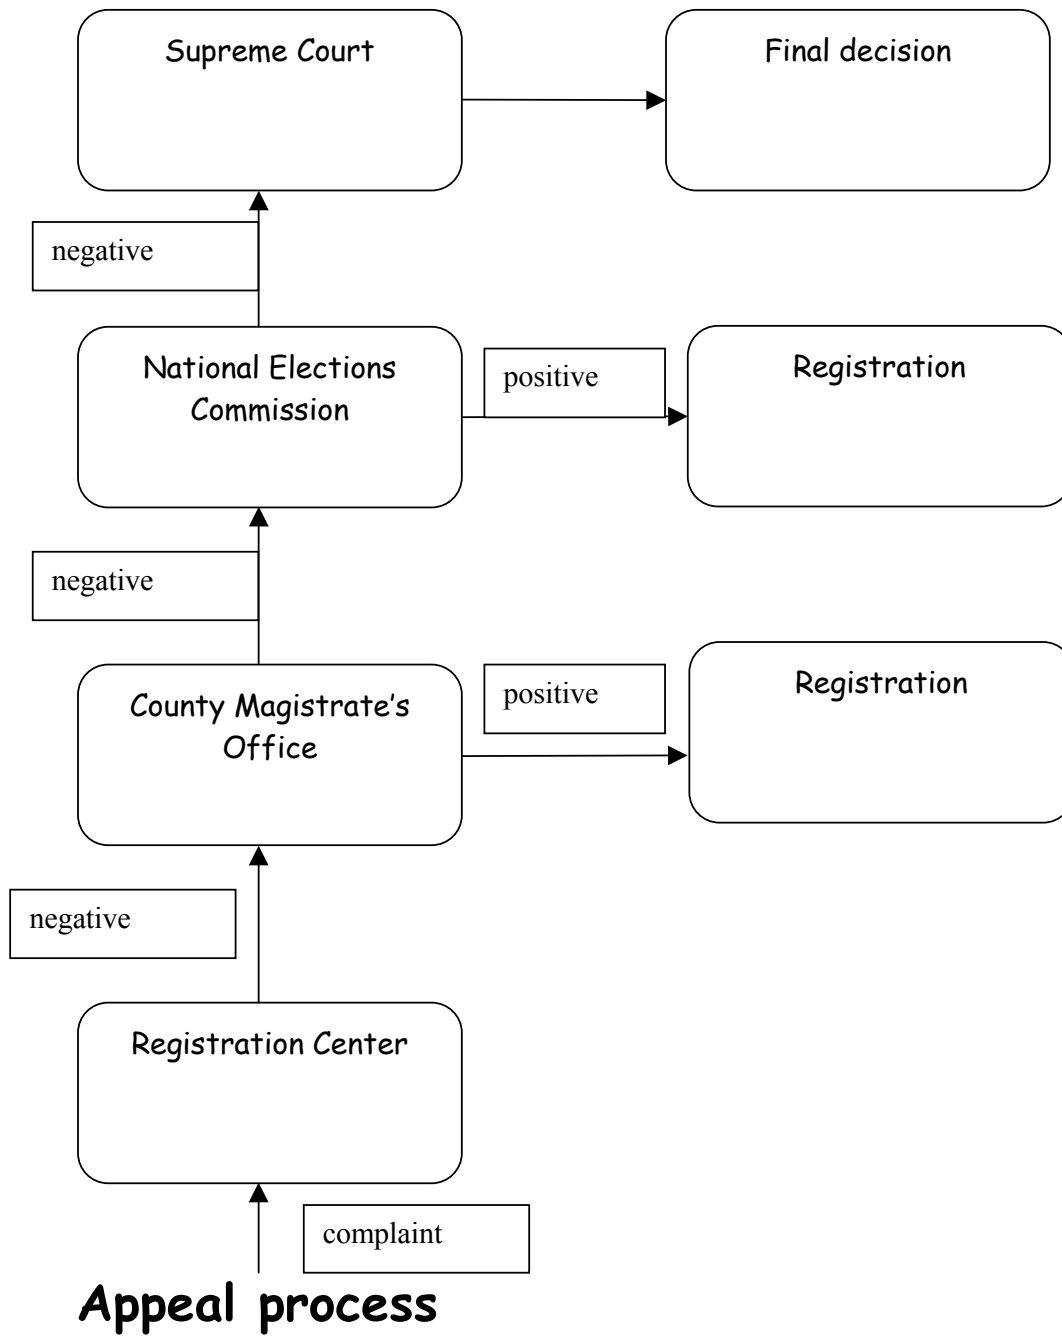 Supreme Court
Final decision
negative
National Elections
Commission
positive
Registration
negative
County Magistrate's
Office
positive
Registration
negative
Registration Center
complaint
Appeal process